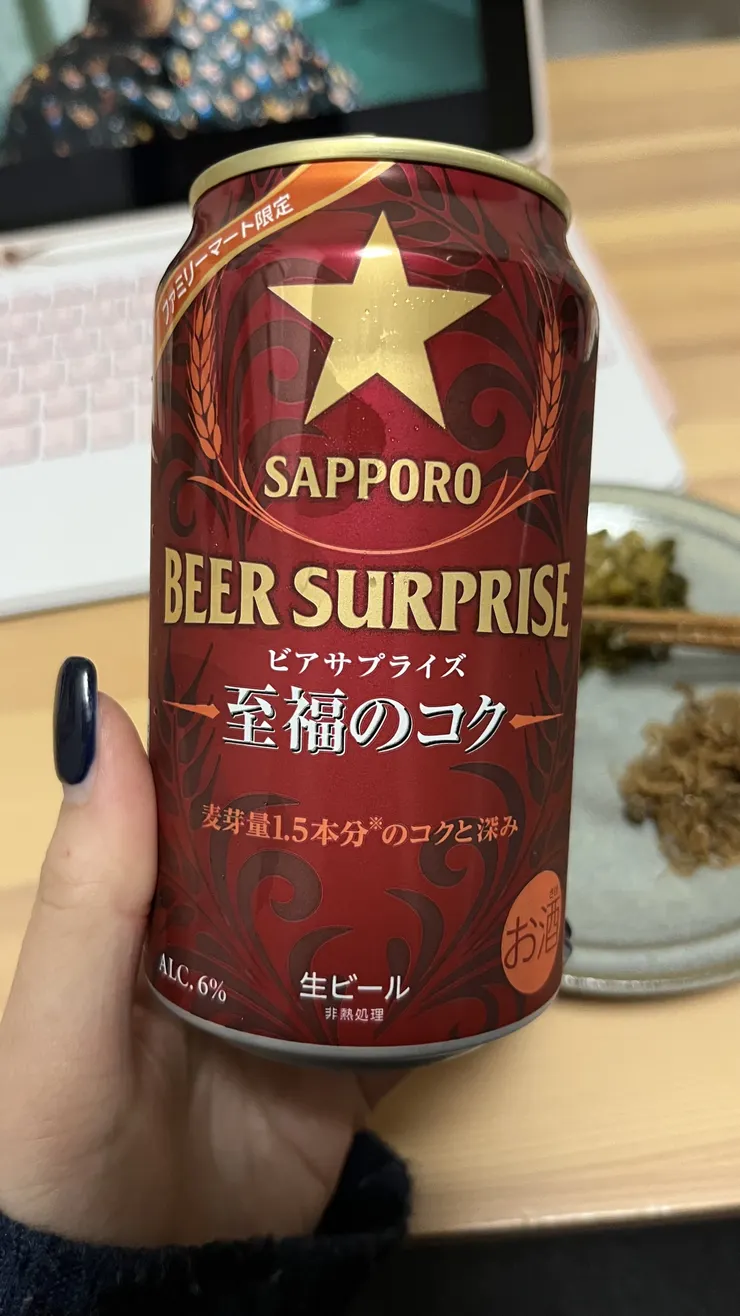 ファミリーマート限定
SAPPORO
BEER SURPRISE
ビアサプライズ
至福のコク
麦芽量1.5本分※のコクと深み
さけ
お酒
ALC. 6%
生ビール
非熱処理